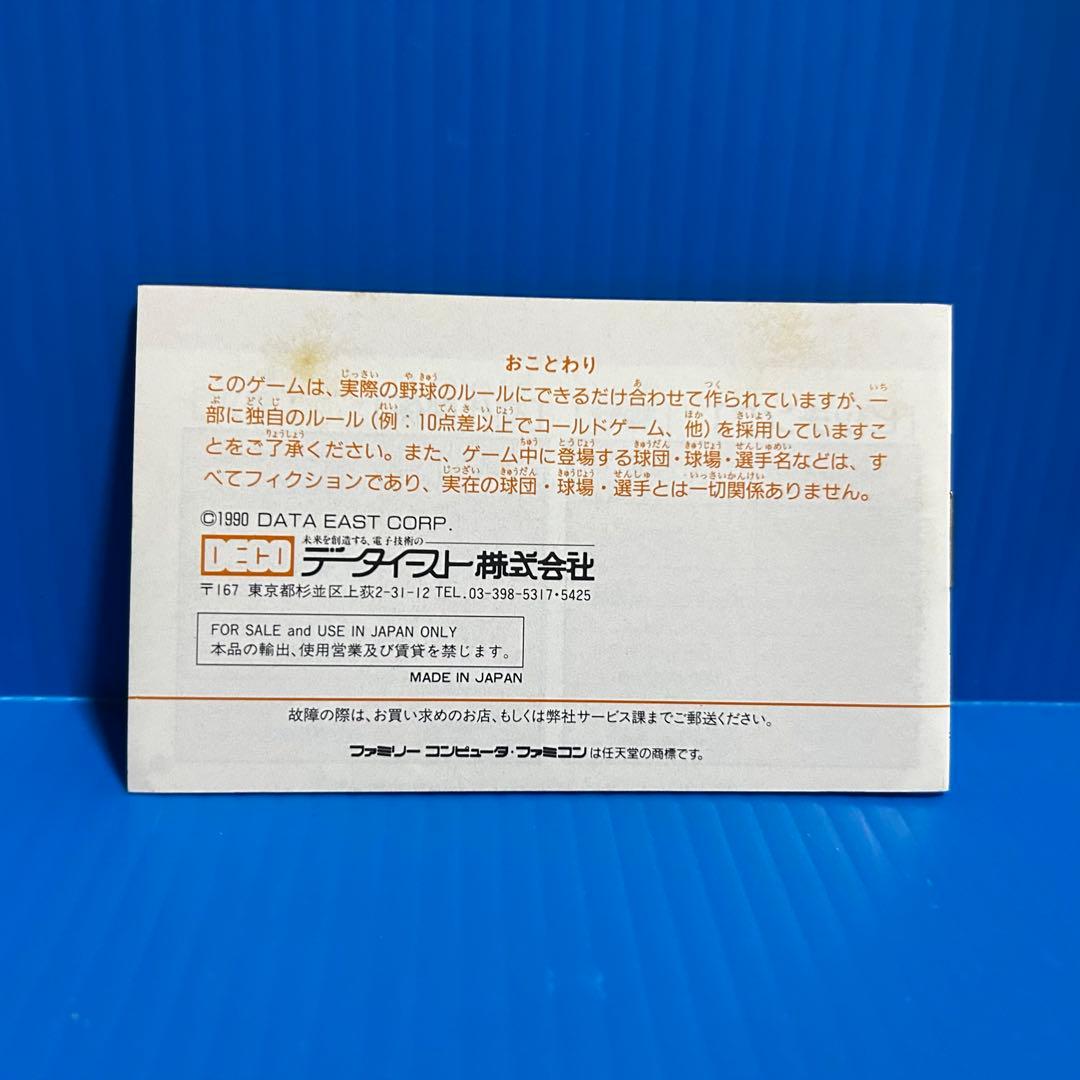 おことわり
このゲームは、実際の野球のルールにできるだけ合わせて作られていますが、一
部に独自のルール(例:10点差以上でコールドゲーム、他)を採用していますこ
とをご了承ください。また、ゲーム中に登場する球団・球場・選手名などは、す
べてフィクションであり、実在の球団・球場・選手とは一切関係ありません。
©1990 DATA EAST CORP.
未来を創造する、電子技術の
DECO データイースト株式会社
〒167 東京都杉並区上荻2-31-12 TEL.03-398-5317・5425
FOR SALE and USE IN JAPAN ONLY
本品の輸出、使用営業及び賃貸を禁じます。
MADE IN JAPAN
故障の際は、お買い求めのお店、もしくは弊社サービス課までご郵送ください。
ファミリーコンピュータ・ファミコンは任天堂の商標です。